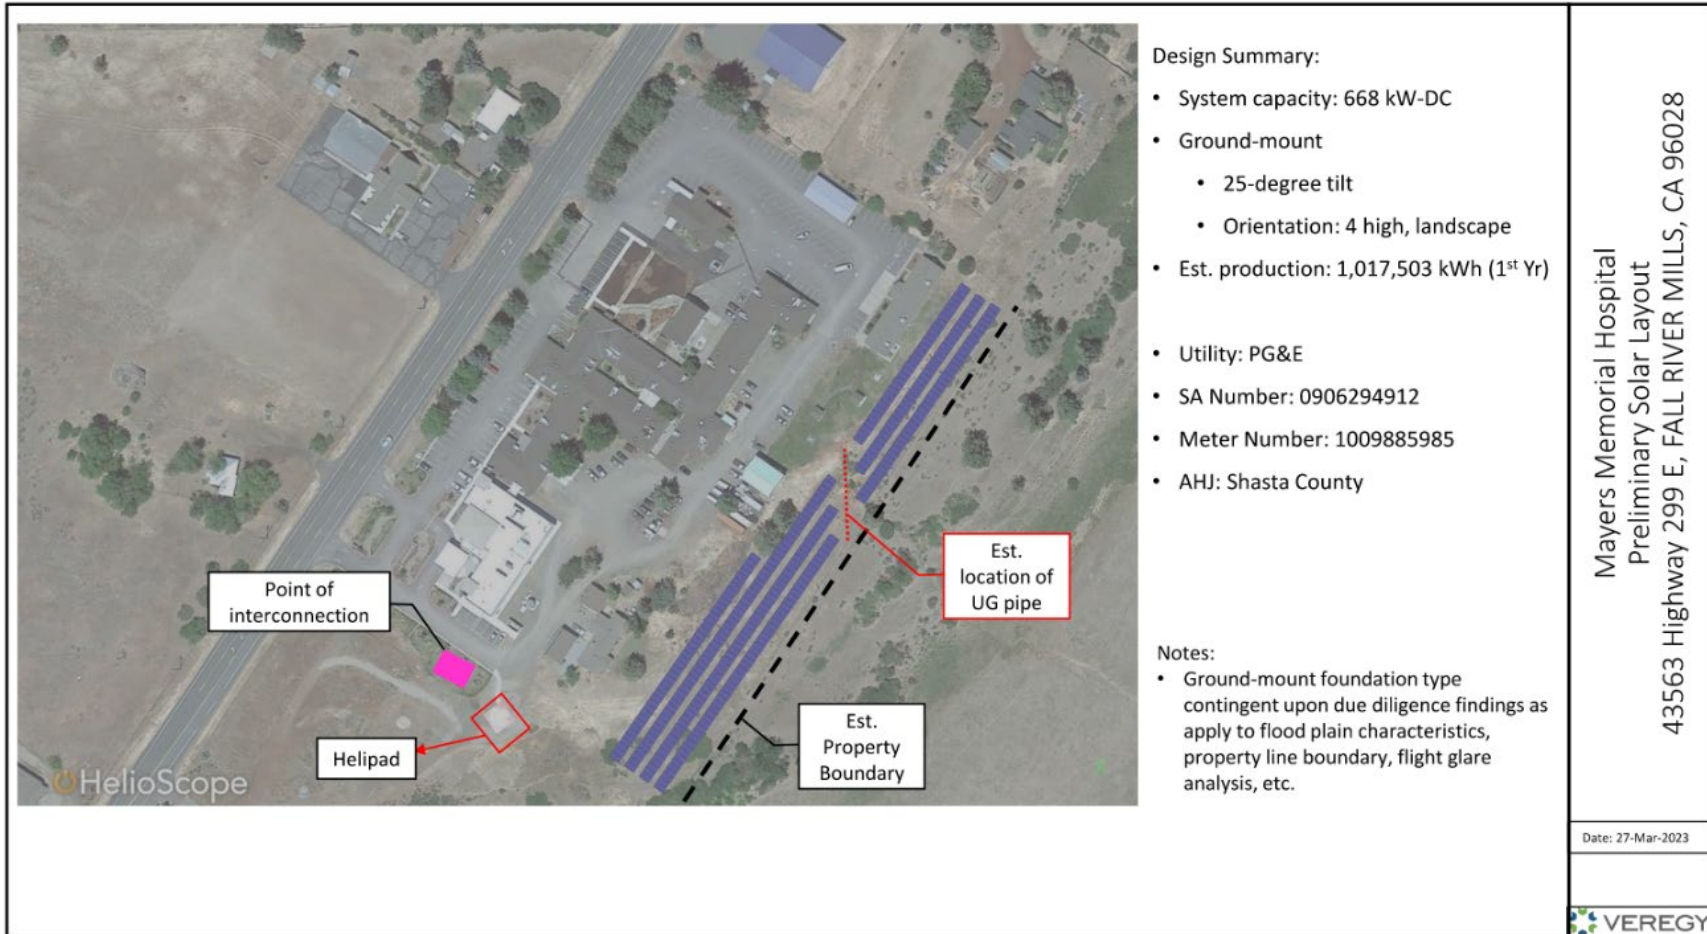 Design Summary:
• System capacity: 668 kW-DC
• Ground-mount
• 25-degree tilt
• Orientation: 4 high, landscape
• Est. production: 1,017,503 kWh (1st Yr)
• Utility: PG&E
• SA Number: 0906294912
• Meter Number: 1009885985
• AHJ: Shasta County
Est.
location of
UG pipe
Point of
interconnection
Helipad
Est.
Property
Boundary
HelioScope
Notes:
• Ground-mount foundation type
contingent upon due diligence findings as
apply to flood plain characteristics,
property line boundary, flight glare
analysis, etc.
Mayers Memorial Hospital
Preliminary Solar Layout
43563 Highway 299 E, FALL RIVER MILLS, CA 96028
Date: 27-Mar-2023
VEREGY